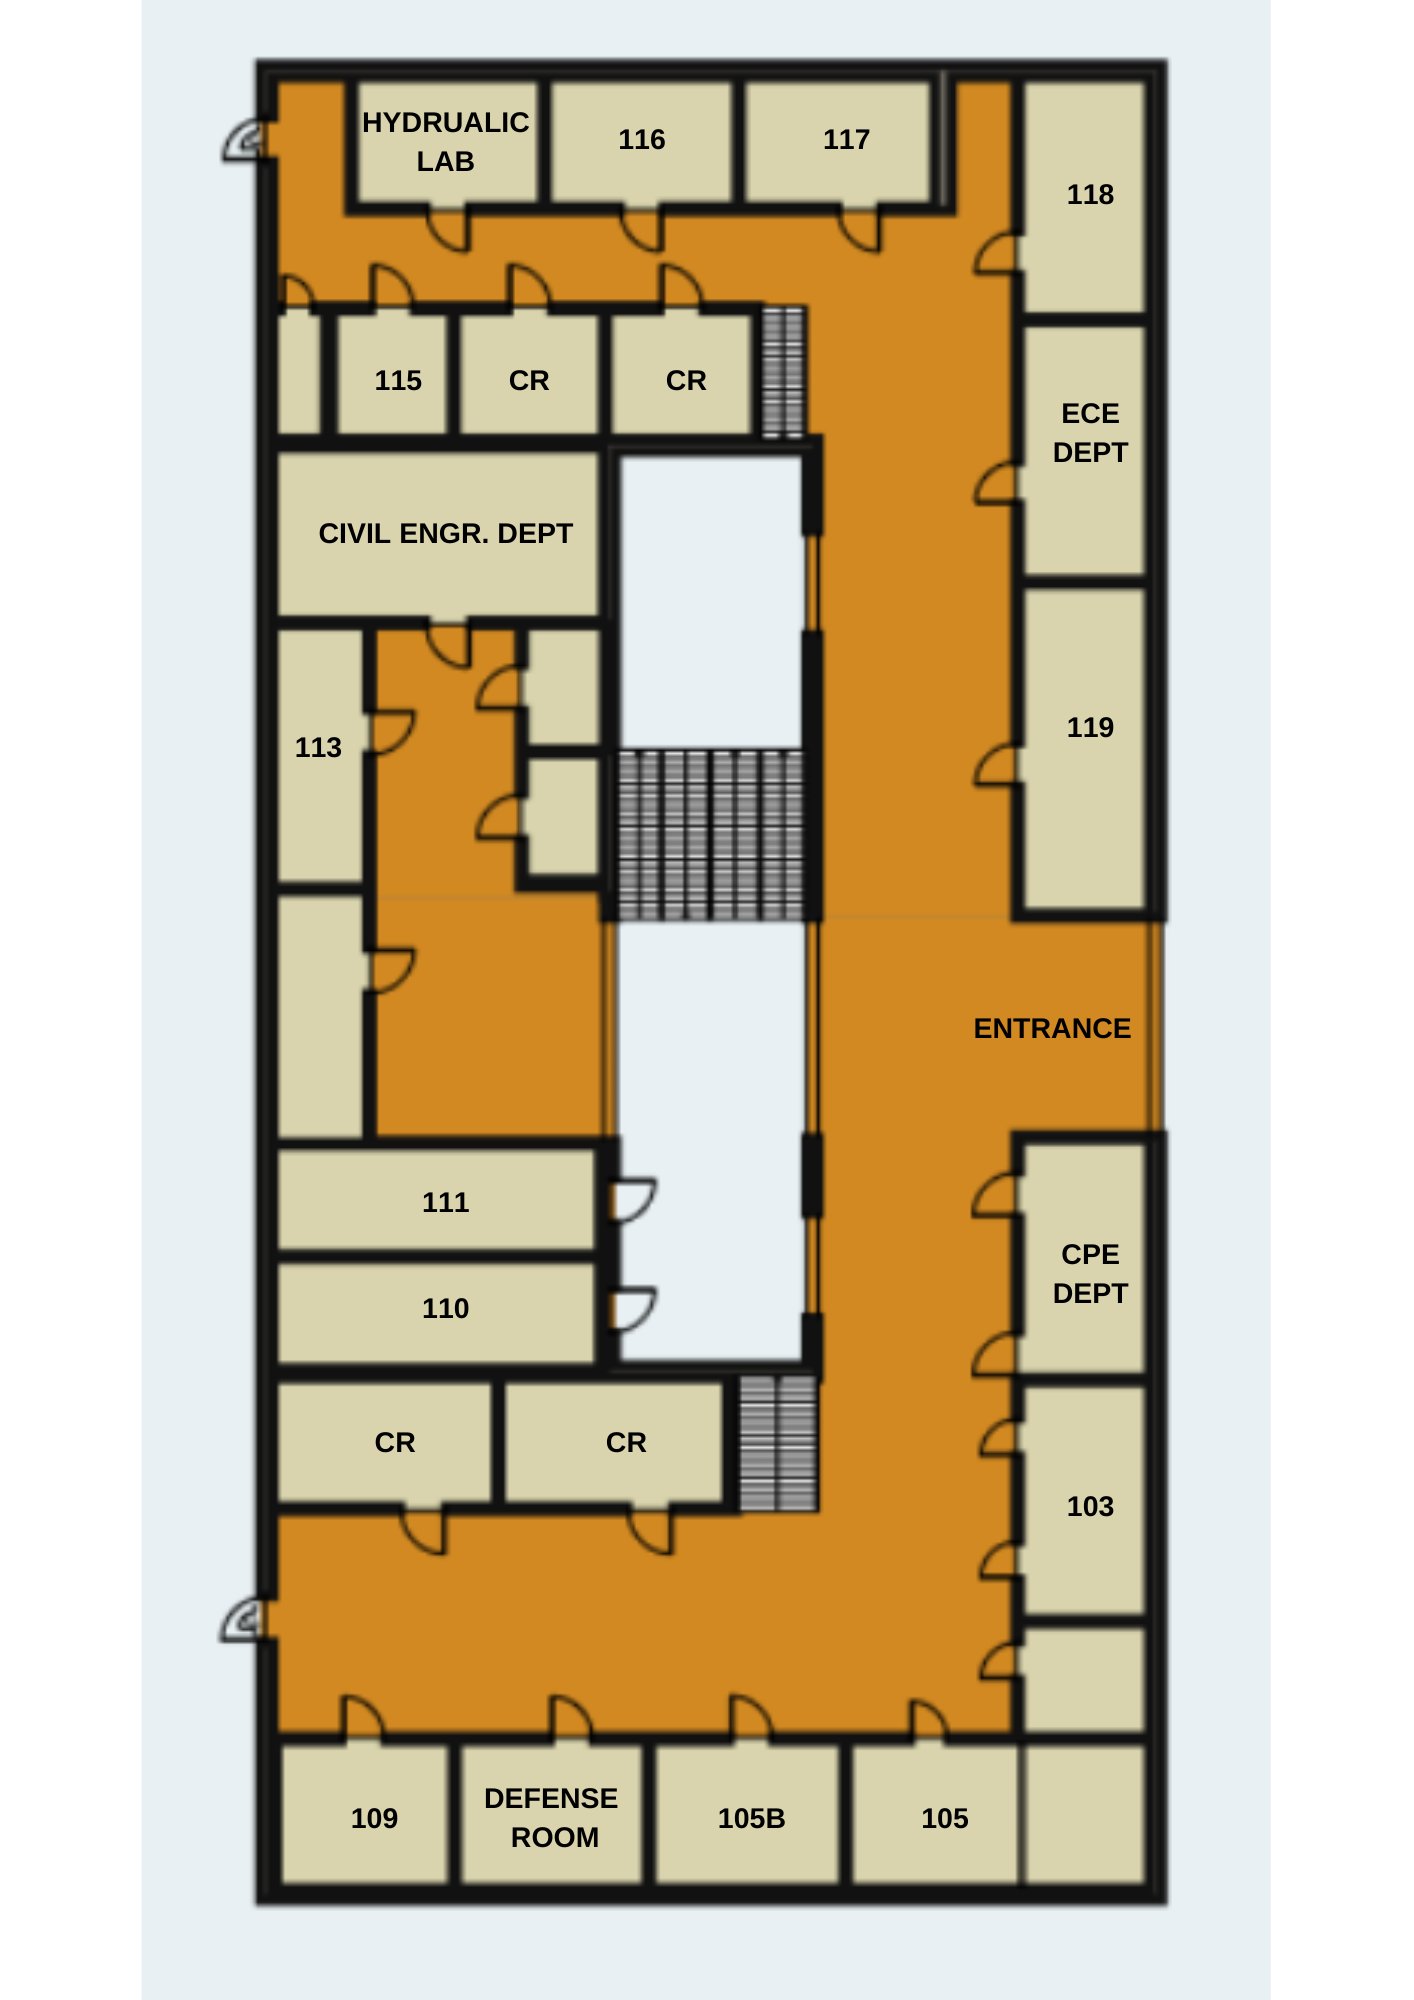 HYDRUALIC
LAB
116
117
118
115
CR
CR
ECE
DEPT
CIVIL ENGR. DEPT
113
119
ENTRANCE
111
110
CPE
DEPT
CR
CR
103
109
DEFENSE
ROOM
105B
105